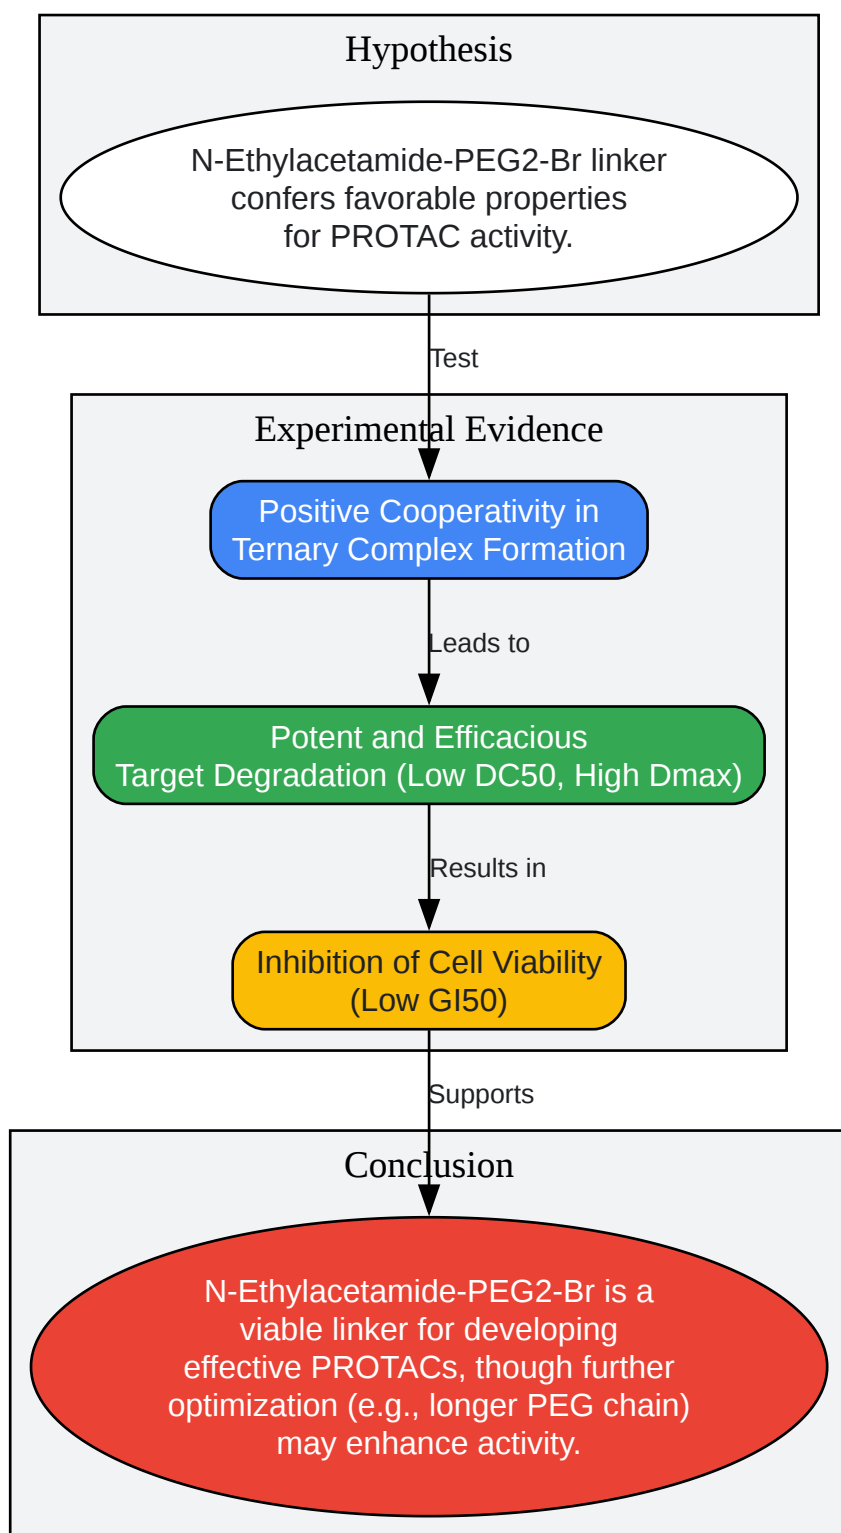 Hypothesis
N-Ethylacetamide-PEG2-Br linker
confers favorable properties
for PROTAC activity.
Test
Experimental Evidence
Positive Cooperativity in
Ternary Complex Formation
Leads to
Potent and Efficacious
Target Degradation (Low DC50, High Dmax)
Results in
Inhibition of Cell Viability
(Low GI50)
Supports
Conclusion
N-Ethylacetamide-PEG2-Br is a
viable linker for developing
effective PROTACs, though further
optimization (e.g., longer PEG chain)
may enhance activity.